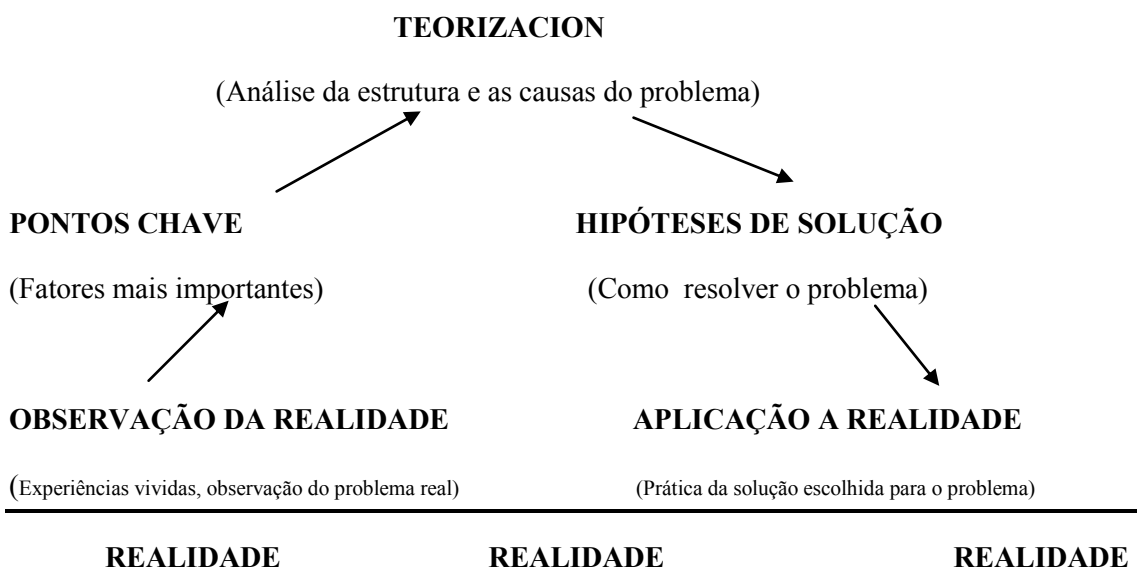 TEORIZACION
(Análise da estrutura e as causas do problema)
PONTOS CHAVE HIPÓTESES DE SOLUÇÃO
(Fatores mais importantes) (Como resolver o problema)
OBSERVAÇÃO DA REALIDADE APLICAÇÃO A REALIDADE
(Experiências vividas, observação do problema real) (Prática da solução escolhida para o problema)
REALIDADE REALIDADE REALIDADE